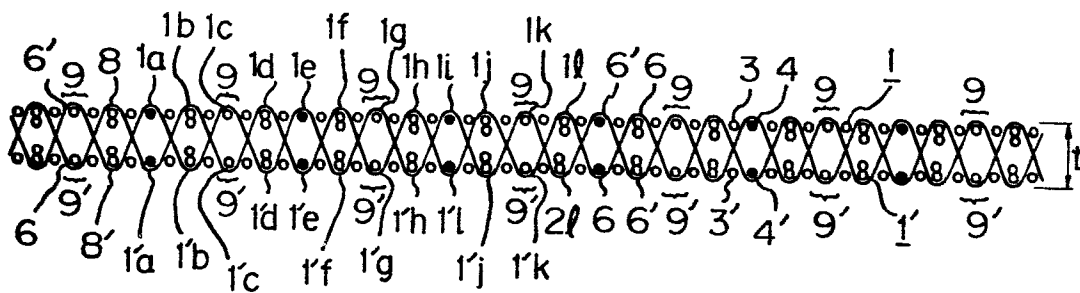 1b 1c 1f 1g 1k
6' 9 8 1a 9 1d 1e 9 1h 1i 1j 9 1l 6' 6 9 3 4 9 1 9
t
6 9' 8' 1'a 1'b 9' 1'd 1'e 9' 1'h 1'i 9' 2l 6 6' 9' 3' 4' 9' 1' 9'
1'c 1'f 1'g 1'j 1'k